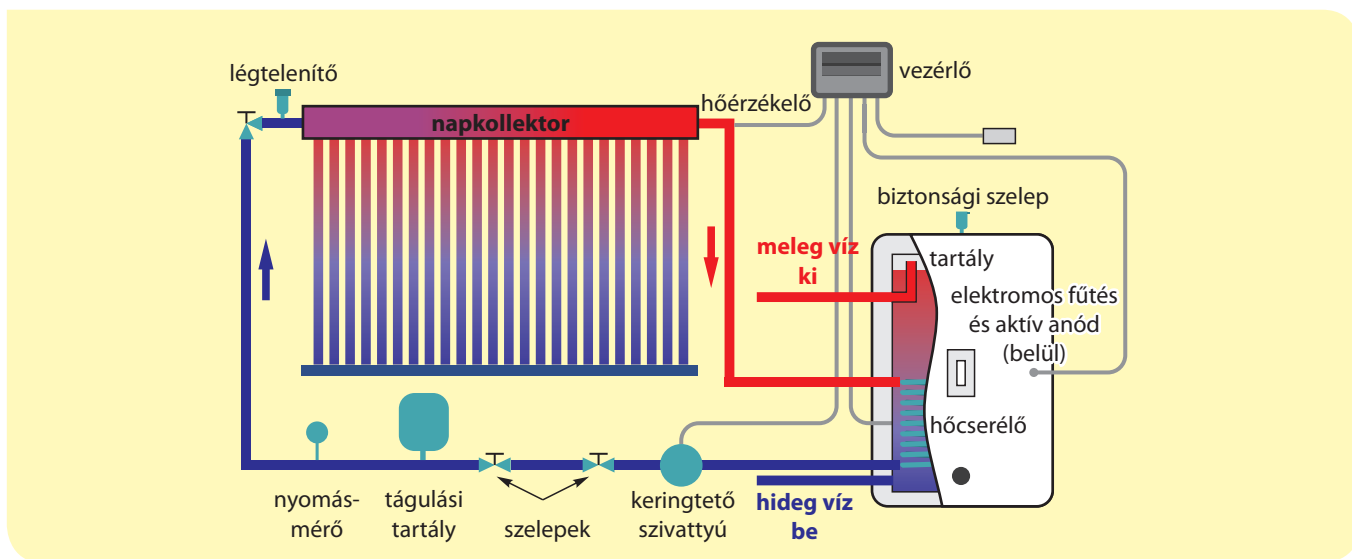 légtelenítő
vezérlő
hőérzékelő
napkollektor
biztonsági szelep
meleg víz
ki
tartály
elektromos fűtés
és aktív anód
(belül)
hőcserélő
nyomás-
mérő
tágulási
tartály
szelepek
keringtető
szivattyú
hideg víz
be